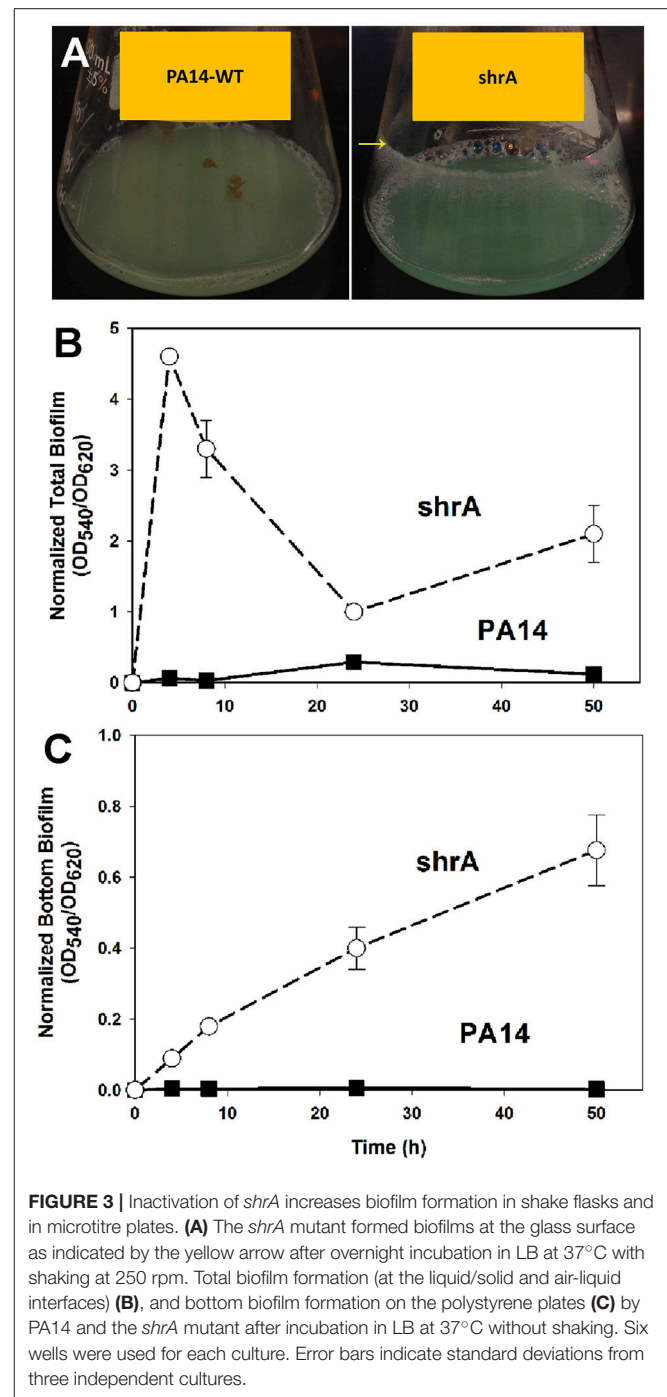 A
PA14-WT
shrA
→
mL
±5%
B
5
4
3
2
1
0
Normalized Total Biofilm
(OD540/OD620)
shrA
PA14
0 10 20 30 40 50
C
1.0
0.8
0.6
0.4
0.2
0.0
Normalized Bottom Biofilm
(OD540/OD620)
shrA
PA14
0 10 20 30 40 50
Time (h)
FIGURE 3 | Inactivation of shrA increases biofilm formation in shake flasks and
in microtitre plates. (A) The shrA mutant formed biofilms at the glass surface
as indicated by the yellow arrow after overnight incubation in LB at 37°C with
shaking at 250 rpm. Total biofilm formation (at the liquid/solid and air-liquid
interfaces) (B), and bottom biofilm formation on the polystyrene plates (C) by
PA14 and the shrA mutant after incubation in LB at 37°C without shaking. Six
wells were used for each culture. Error bars indicate standard deviations from
three independent cultures.